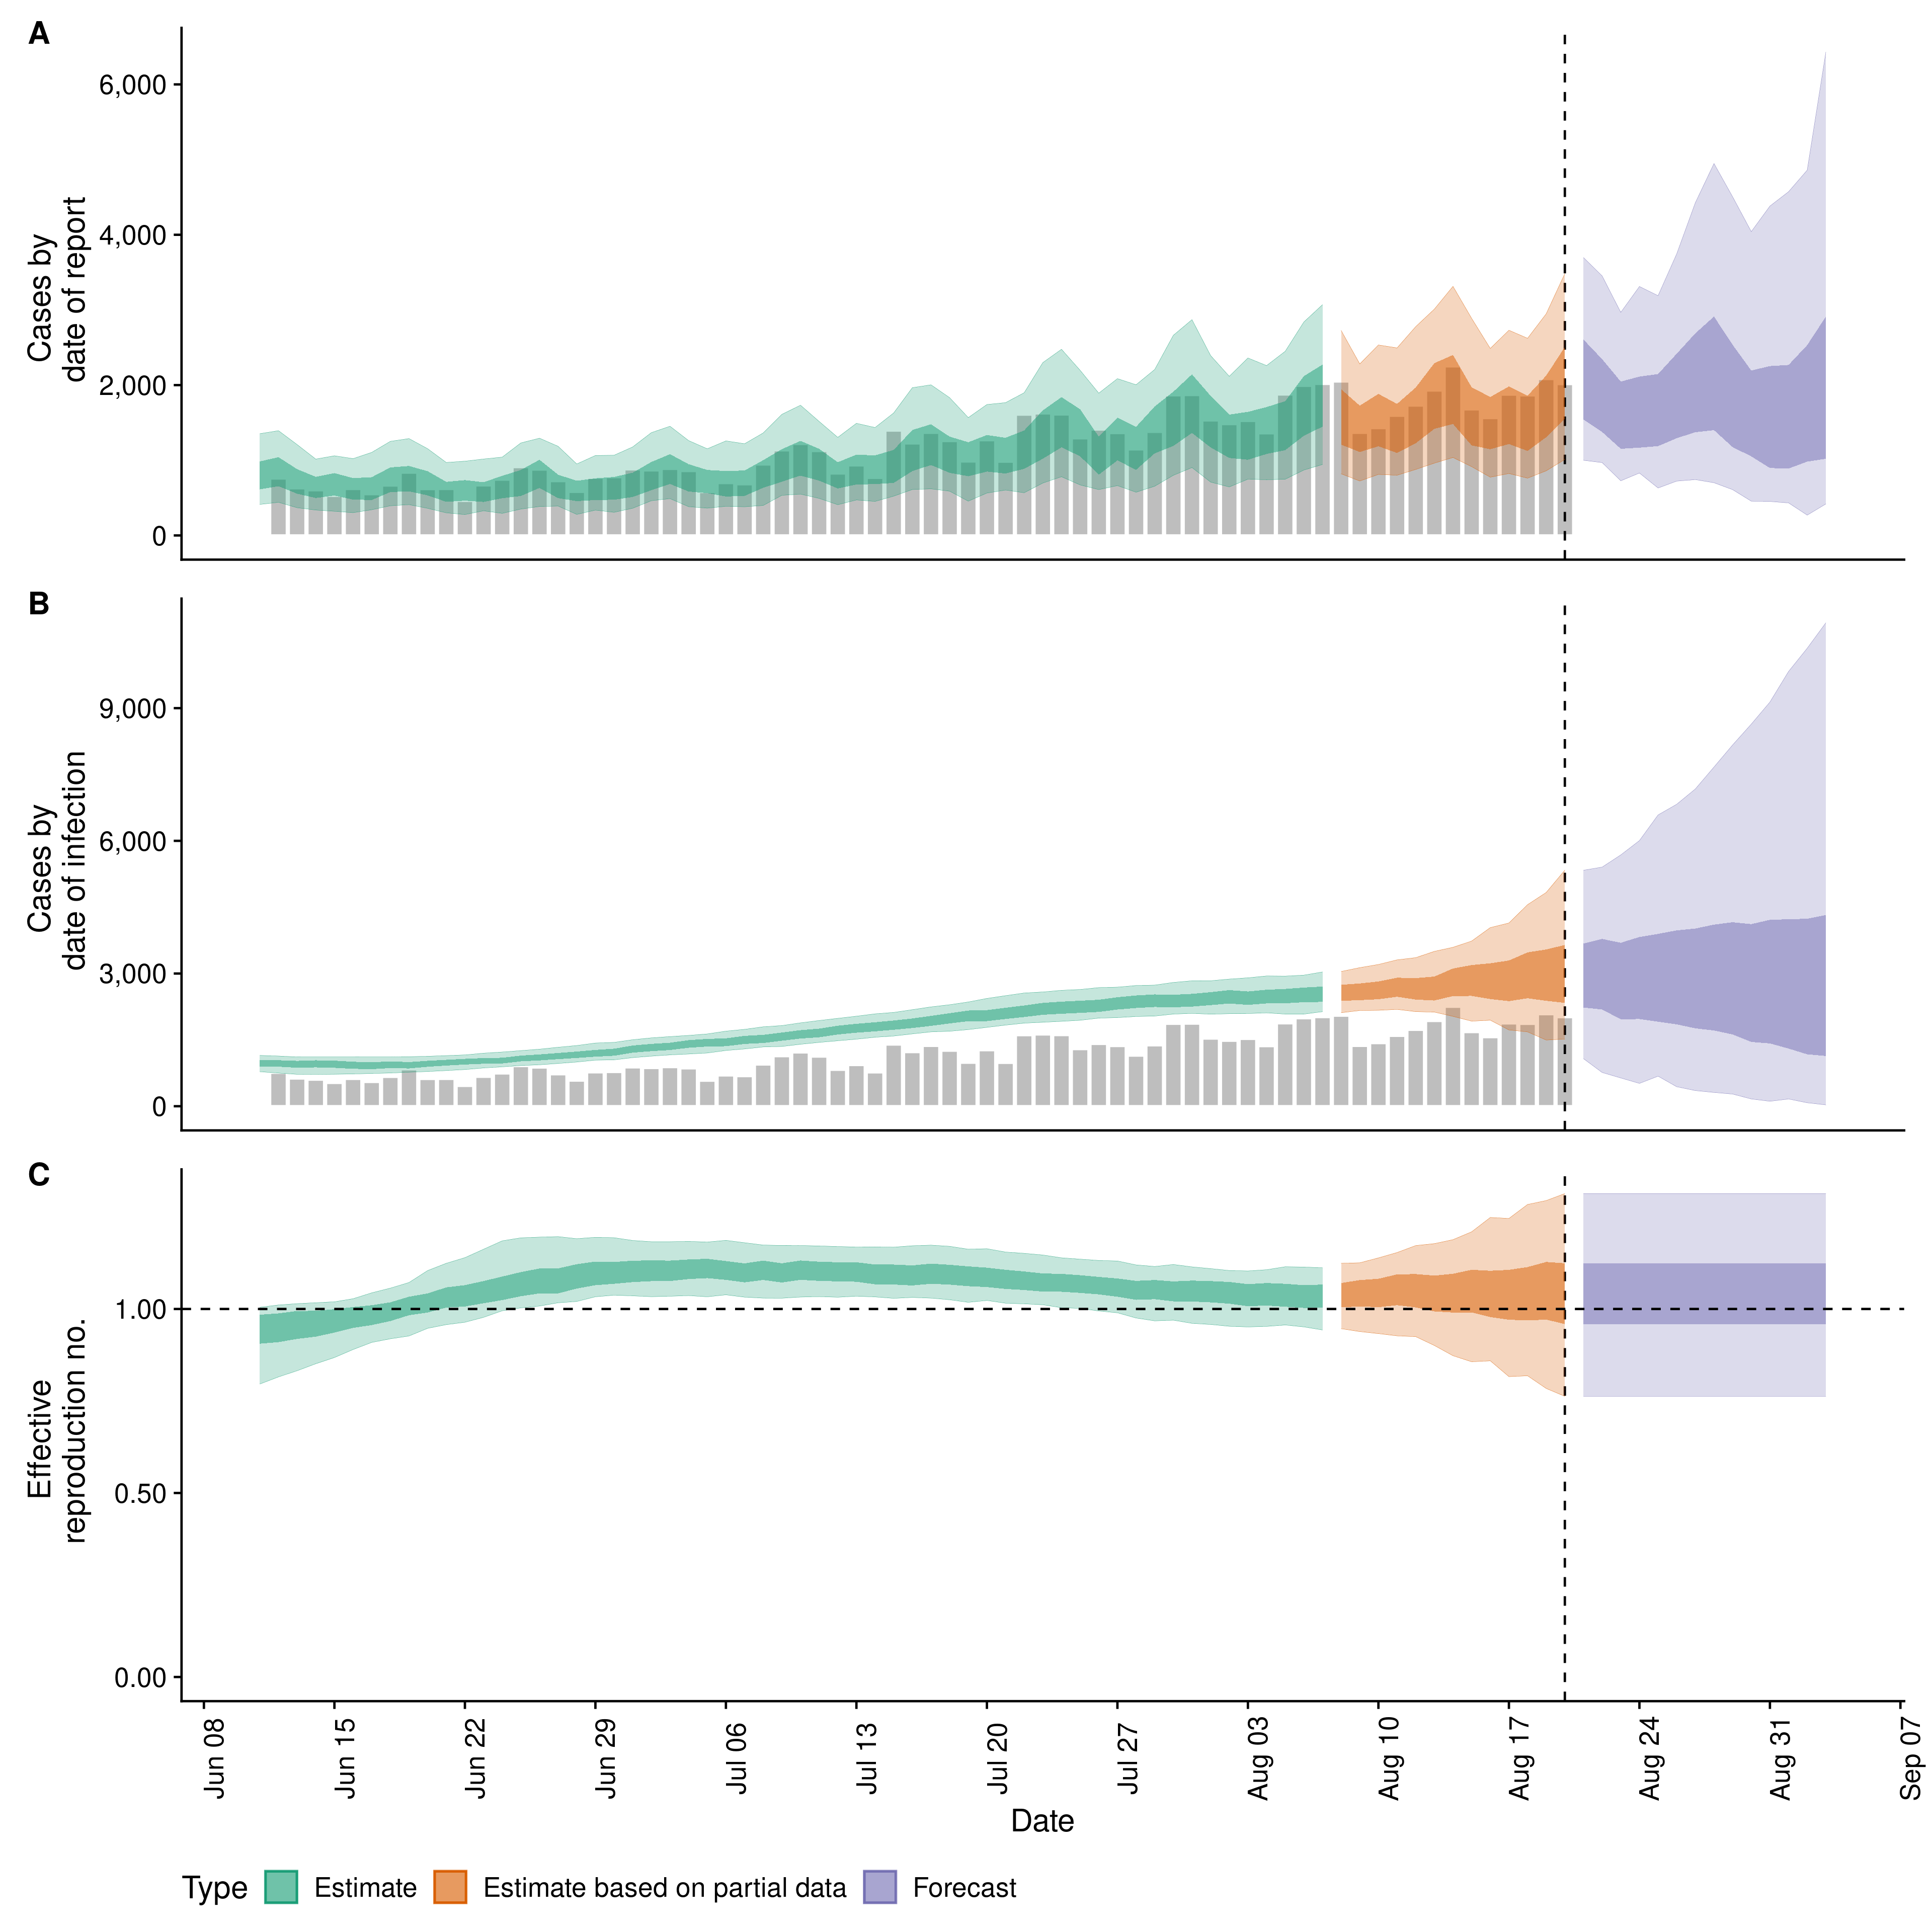 A
Cases by
date of report
6,000
4,000
2,000
0
B
Cases by
date of infection
9,000
6,000
3,000
0
C
Effective
reproduction no.
1.00
0.50
0.00
Jun 08
Jun 15
Jun 22
Jun 29
Jul 06
Jul 13
Jul 20
Jul 27
Aug 03
Aug 10
Aug 17
Aug 24
Aug 31
Sep 07
Date
Type Estimate Estimate based on partial data Forecast